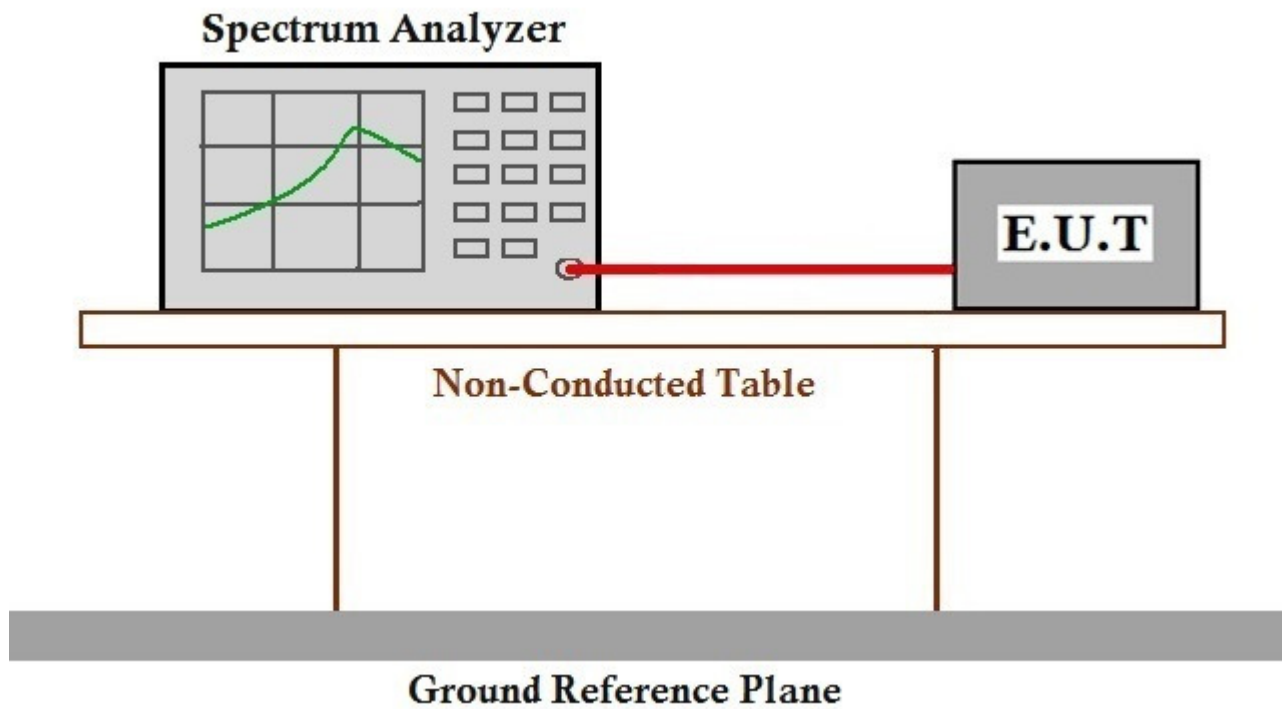 Spectrum Analyzer
E.U.T
Non-Conducted Table
Ground Reference Plane